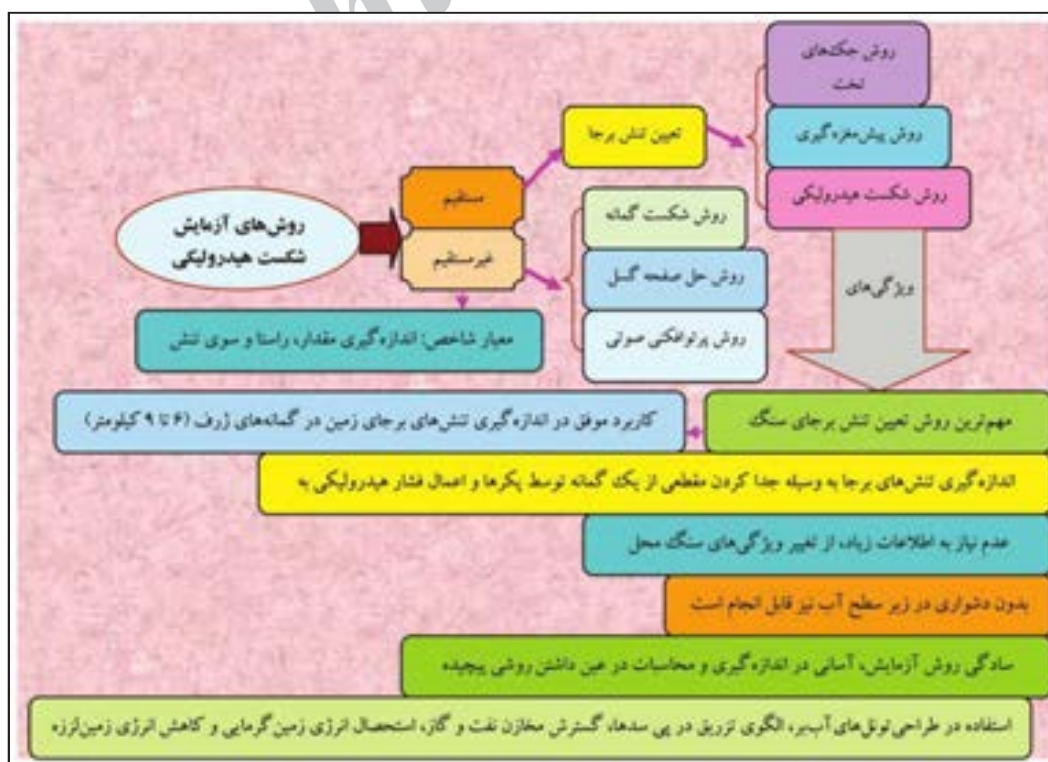 روش‌های آزمایش
شکست هیدرولیکی
مستقیم
غیرمستقیم
تعیین تنش برجا
روش جک‌های
تخت
روش پیش‌مغزه‌گیری
روش شکست هیدرولیکی
روش شکست گمانه
روش حل صفحه گسل
روش پرتوافکنی صوتی
معیار شاخص: اندازه‌گیری مقدار، راستا و سوی تنش
ویژگی‌های
مهم‌ترین روش تعیین تنش برجای سنگ
کاربرد موفق در اندازه‌گیری تنش‌های برجای زمین در گمانه‌های ژرف (۶ تا ۹ کیلومتر)
اندازه‌گیری تنش‌های برجا به وسیله جدا کردن مقطعی از یک گمانه توسط پکرها و اعمال فشار هیدرولیکی به
عدم نیاز به اطلاعات زیاد، از تغییر ویژگی‌های سنگ محل
بدون دشواری در زیر سطح آب نیز قابل انجام است
سادگی روش آزمایش، آسانی در اندازه‌گیری و محاسبات در عین داشتن روشی پیچیده
استفاده در طراحی تونل‌های آب‌بر، الگوی تزریق در پی سدها، گسترش مخازن نفت و گاز، استحصال انرژی زمین‌گرمایی و کاهش انرژی زمین‌لرزه